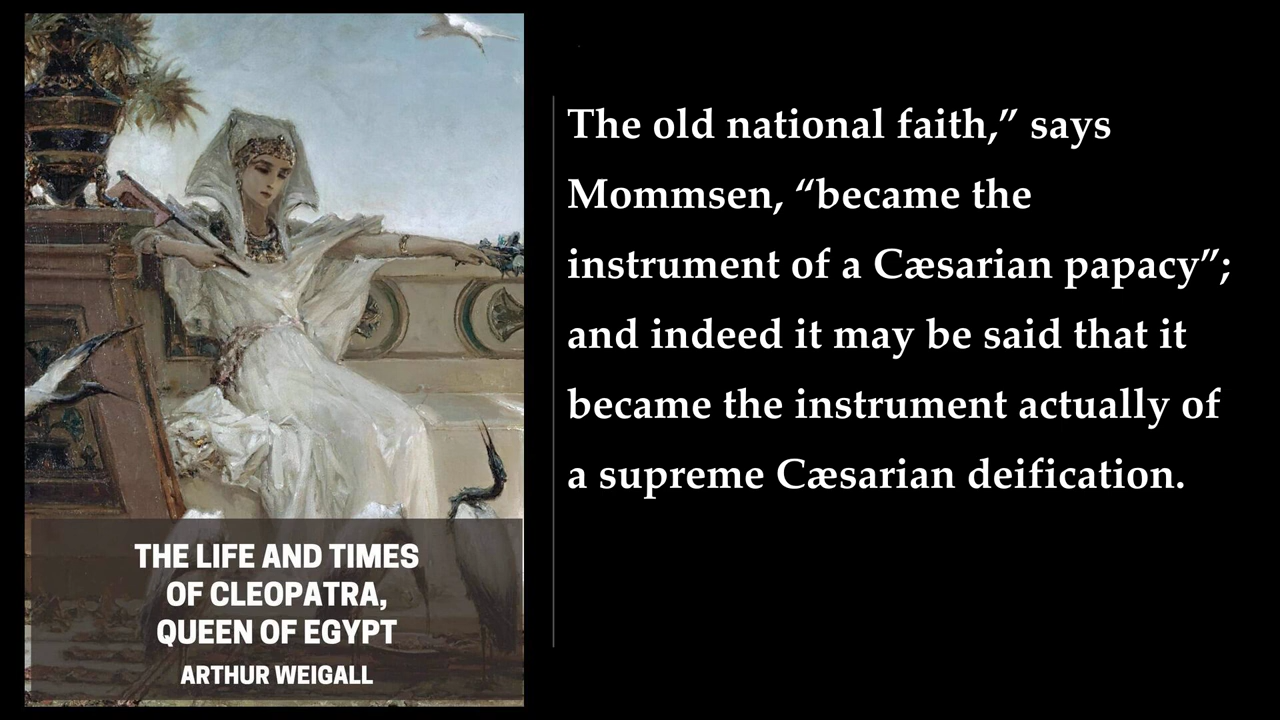 THE LIFE AND TIMES
OF CLEOPATRA,
QUEEN OF EGYPT
ARTHUR WEIGALL
The old national faith,” says
Mommsen, “became the
instrument of a Cæsarian papacy”;
and indeed it may be said that it
became the instrument actually of
a supreme Cæsarian deification.